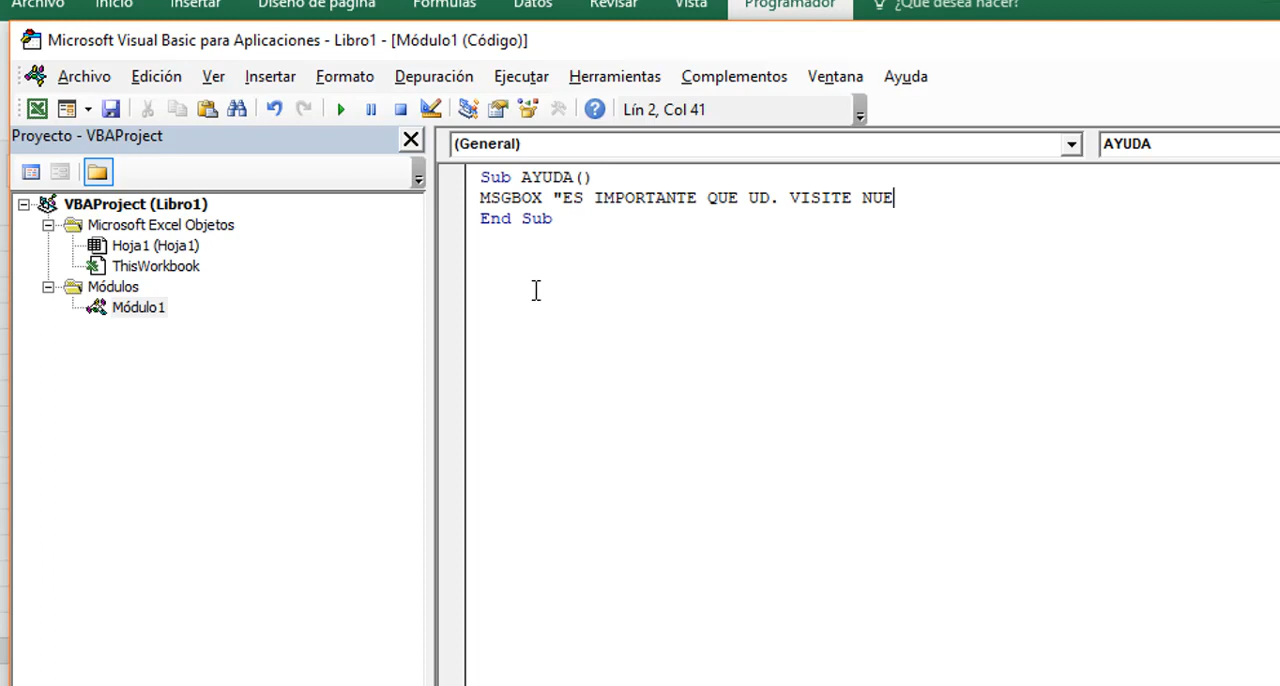 Archivo Inicio Insertar Diseño de página Fórmulas Datos Revisar Vista Programador ¿Qué desea hacer?
Microsoft Visual Basic para Aplicaciones - Libro1 - [Módulo1 (Código)]
Archivo Edición Ver Insertar Formato Depuración Ejecutar Herramientas Complementos Ventana Ayuda
Lín 2, Col 41
Proyecto - VBAProject
(General) AYUDA
VBAProject (Libro1)
Microsoft Excel Objetos
Hoja1 (Hoja1)
ThisWorkbook
Módulos
Módulo1
Sub AYUDA()
MSGBOX "ES IMPORTANTE QUE UD. VISITE NUE
End Sub